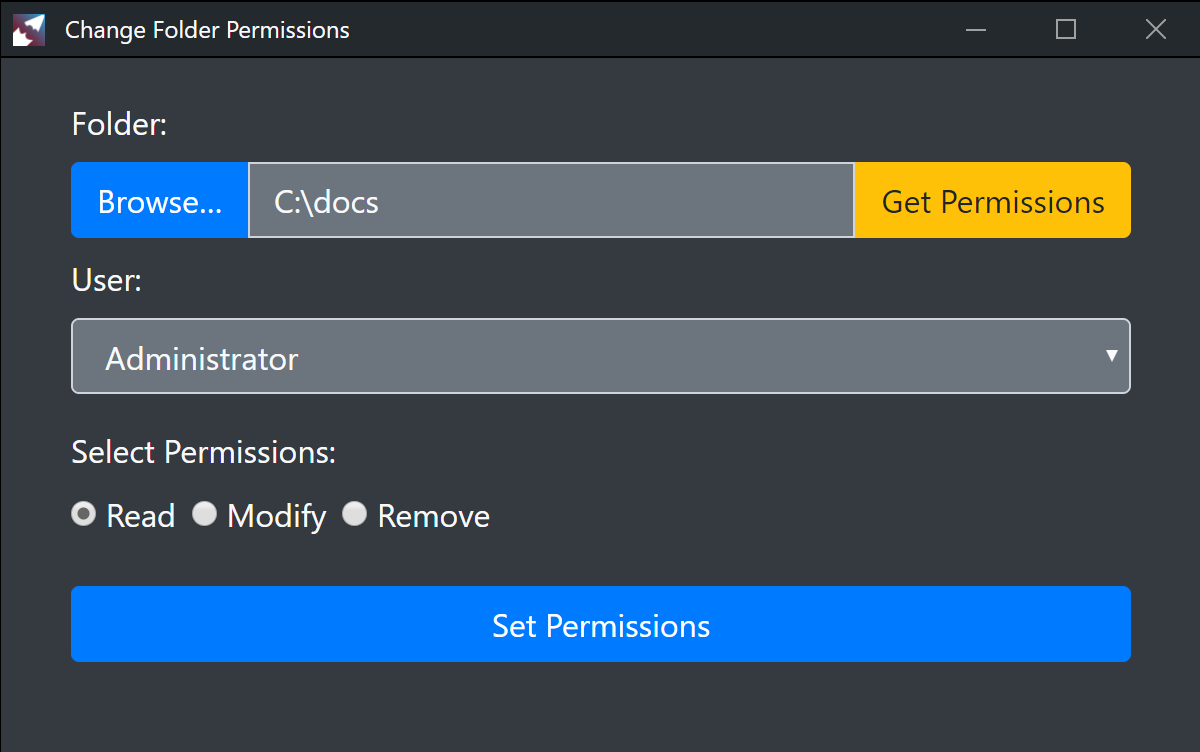 Change Folder Permissions
Folder:
Browse... C:\docs Get Permissions
User:
Administrator
Select Permissions:
Read Modify Remove
Set Permissions